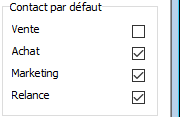 Contact par défaut
Vente
Achat
Marketing
Relance